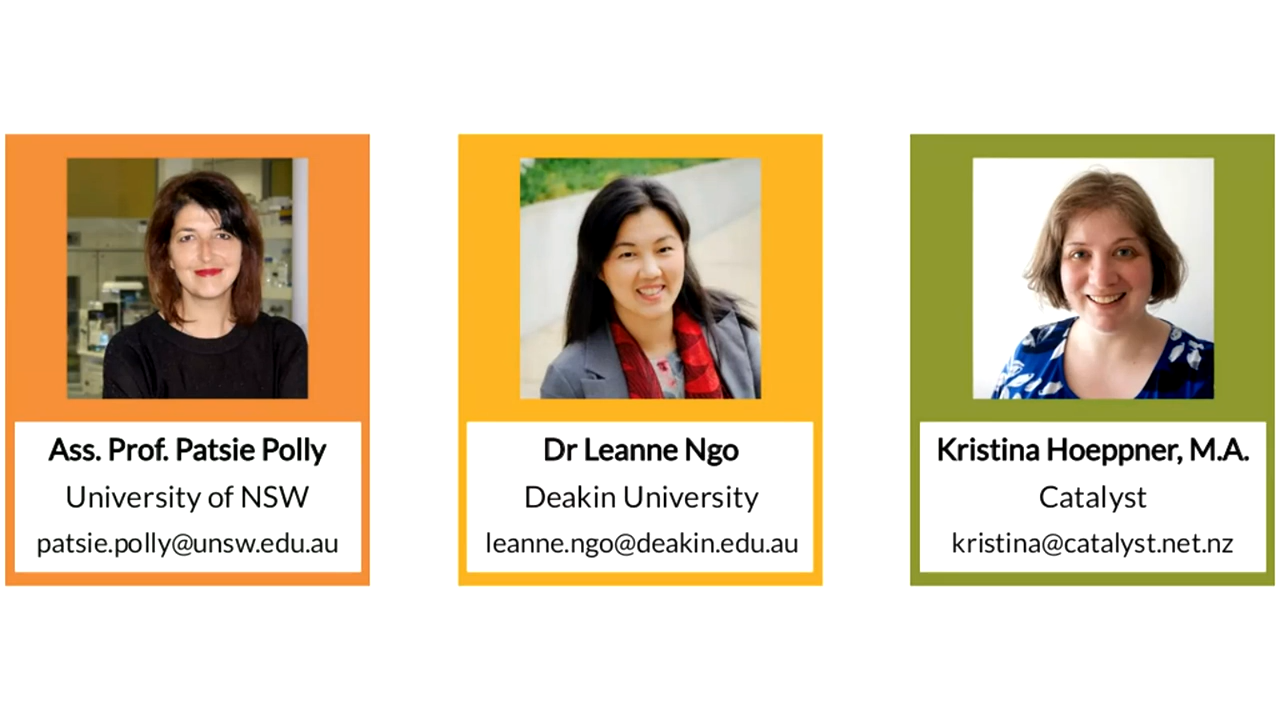 Ass. Prof. Patsie Polly
University of NSW
patsie.polly@unsw.edu.au
Dr Leanne Ngo
Deakin University
leanne.ngo@deakin.edu.au
Kristina Hoeppner, M.A.
Catalyst
kristina@catalyst.net.nz